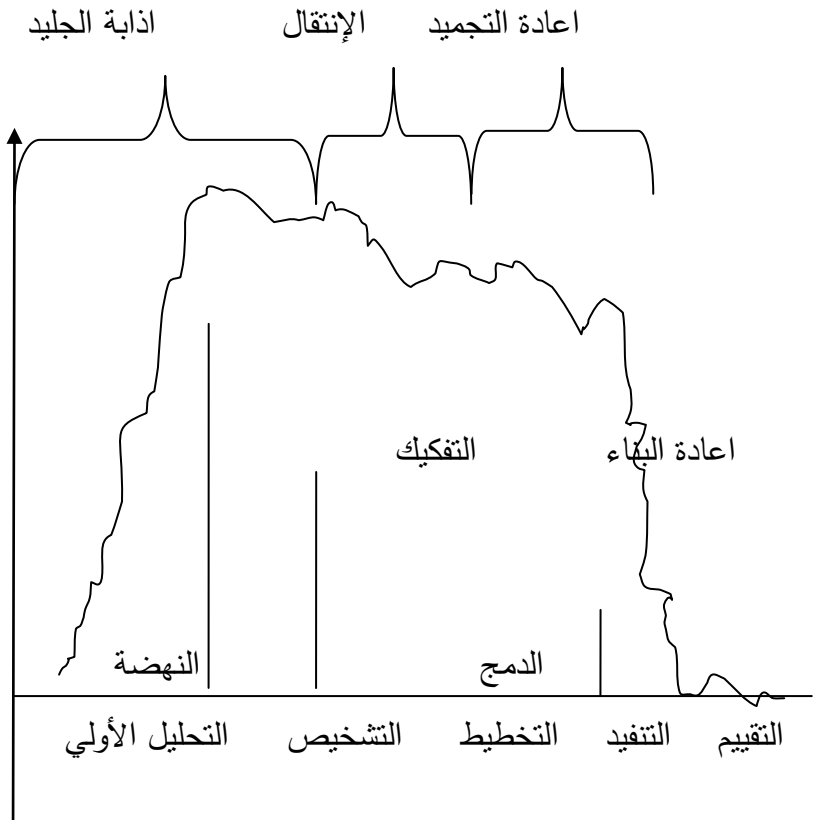 اذابة الجليد
الإنتقال
اعادة التجميد
التفكيك
اعادة البناء
النهضة
الدمج
التحليل الأولي
التشخيص
التخطيط
التنفيد
التقييم